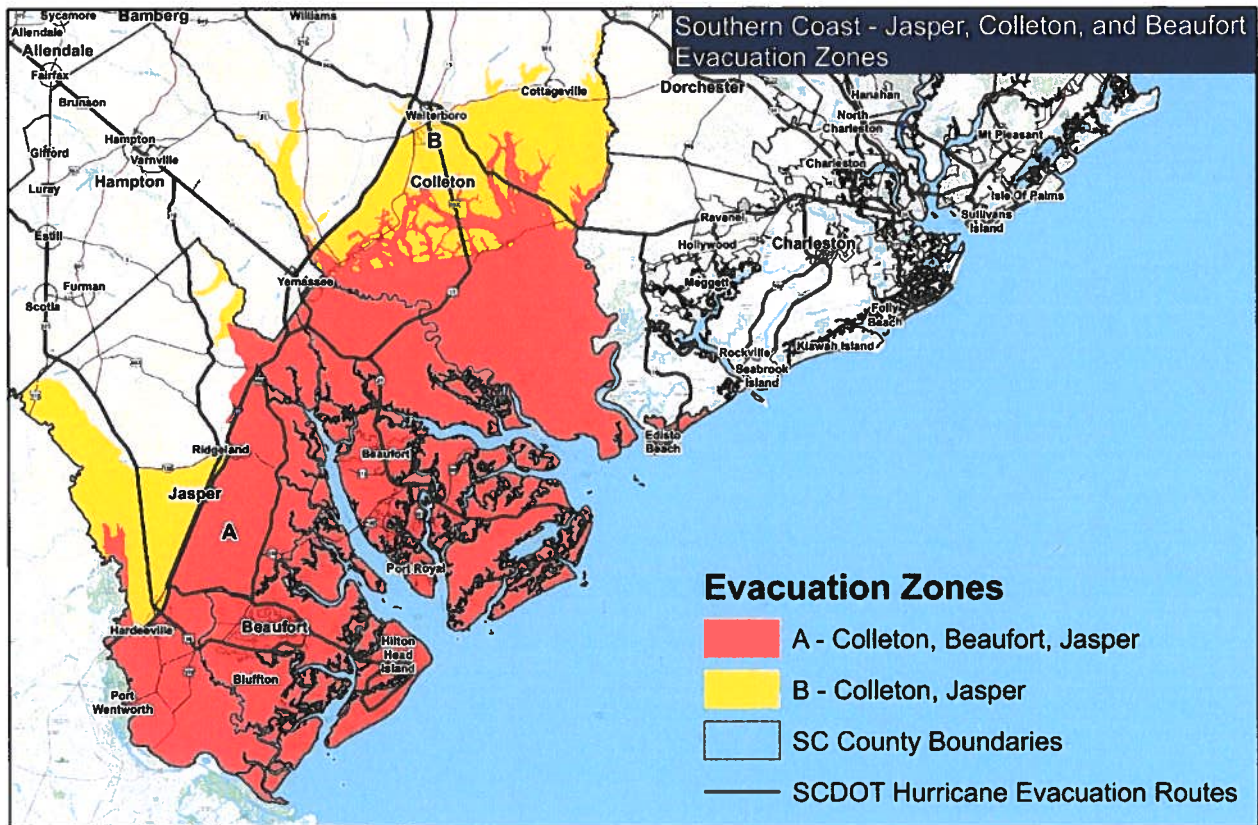 Southern Coast - Jasper, Colleton, and Beaufort
Evacuation Zones
Sycamore
Bamberg
Williams
Allendale
Allendale
Fairfax
Brunson
Cottageville
Dorchester
Hanahan
Walterboro
North
Charleston
Mt Pleasant
B
Gifford
Hampton
Varnville
Hampton
Colleton
Charleston
Luray
Isle Of Palms
Sullivans
Island
Ravenel
Estill
Hollywood
Charleston
Yemassee
Meggett
Furman
Scotia
Folly
Beach
Kiawah Island
Rockville
Seabrook
Island
Edisto
Beach
Ridgeland
Beaufort
Jasper
A
Port Royal
Hardeeville
Beaufort
Hilton
Head
Island
Bluffton
Port
Wentworth
Evacuation Zones
A - Colleton, Beaufort, Jasper
B - Colleton, Jasper
SC County Boundaries
SCDOT Hurricane Evacuation Routes